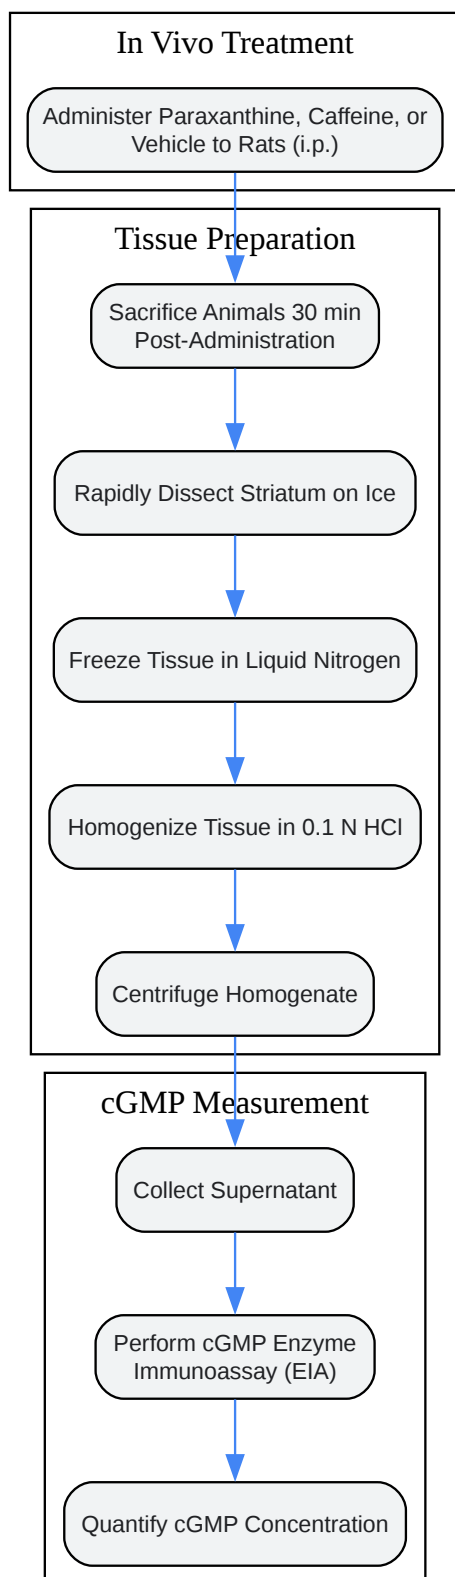 In Vivo Treatment
Administer Paraxanthine, Caffeine, or
Vehicle to Rats (i.p.)
Tissue Preparation
Sacrifice Animals 30 min
Post-Administration
Rapidly Dissect Striatum on Ice
Freeze Tissue in Liquid Nitrogen
Homogenize Tissue in 0.1 N HCl
Centrifuge Homogenate
cGMP Measurement
Collect Supernatant
Perform cGMP Enzyme
Immunoassay (EIA)
Quantify cGMP Concentration